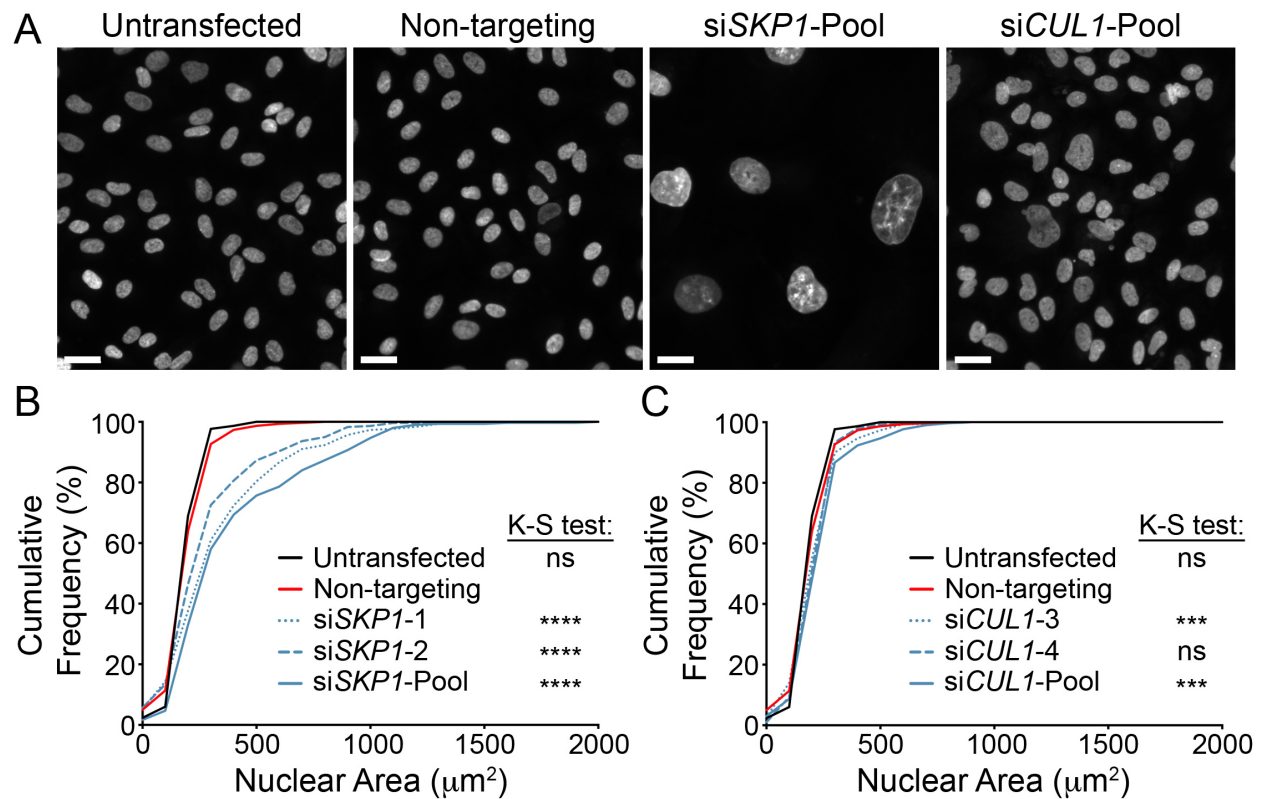 A
Untransfected
Non-targeting
siSKP1-Pool
siCUL1-Pool
B
Cumulative
Frequency (%)
100
80
60
40
20
0
0
500
1000
1500
2000
Nuclear Area (μm²)
K-S test:
Untransfected
ns
Non-targeting
siSKP1-1
****
siSKP1-2
****
siSKP1-Pool
****
C
Cumulative
Frequency (%)
100
80
60
40
20
0
0
500
1000
1500
2000
Nuclear Area (μm²)
K-S test:
Untransfected
ns
Non-targeting
siCUL1-3
***
siCUL1-4
ns
siCUL1-Pool
***